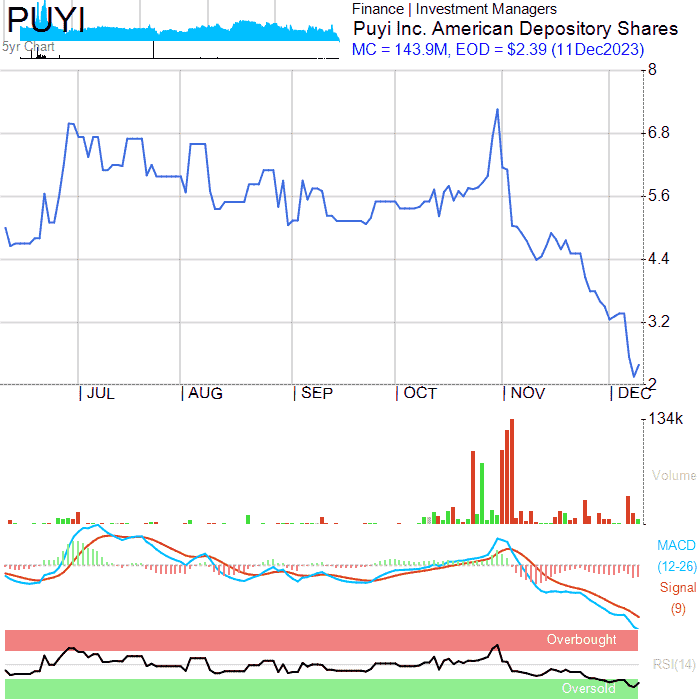 PUYI
5yr Chart
Finance | Investment Managers
Puyi Inc. American Depository Shares
MC = 143.9M, EOD = $2.39 (11Dec2023)
8
6.8
5.6
4.4
3.2
2
JUL
AUG
SEP
OCT
NOV
DEC
134k
Volume
MACD
(12-26)
Signal
(9)
Overbought
RSI(14)
Oversold